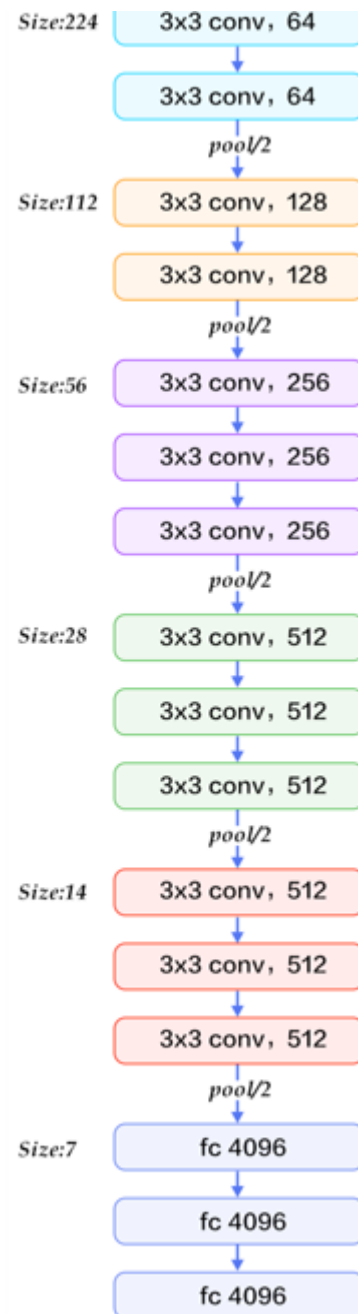 Size:224 3x3 conv, 64
3x3 conv, 64
pool/2
Size:112 3x3 conv, 128
3x3 conv, 128
pool/2
Size:56 3x3 conv, 256
3x3 conv, 256
3x3 conv, 256
pool/2
Size:28 3x3 conv, 512
3x3 conv, 512
3x3 conv, 512
pool/2
Size:14 3x3 conv, 512
3x3 conv, 512
3x3 conv, 512
pool/2
Size:7 fc 4096
fc 4096
fc 4096